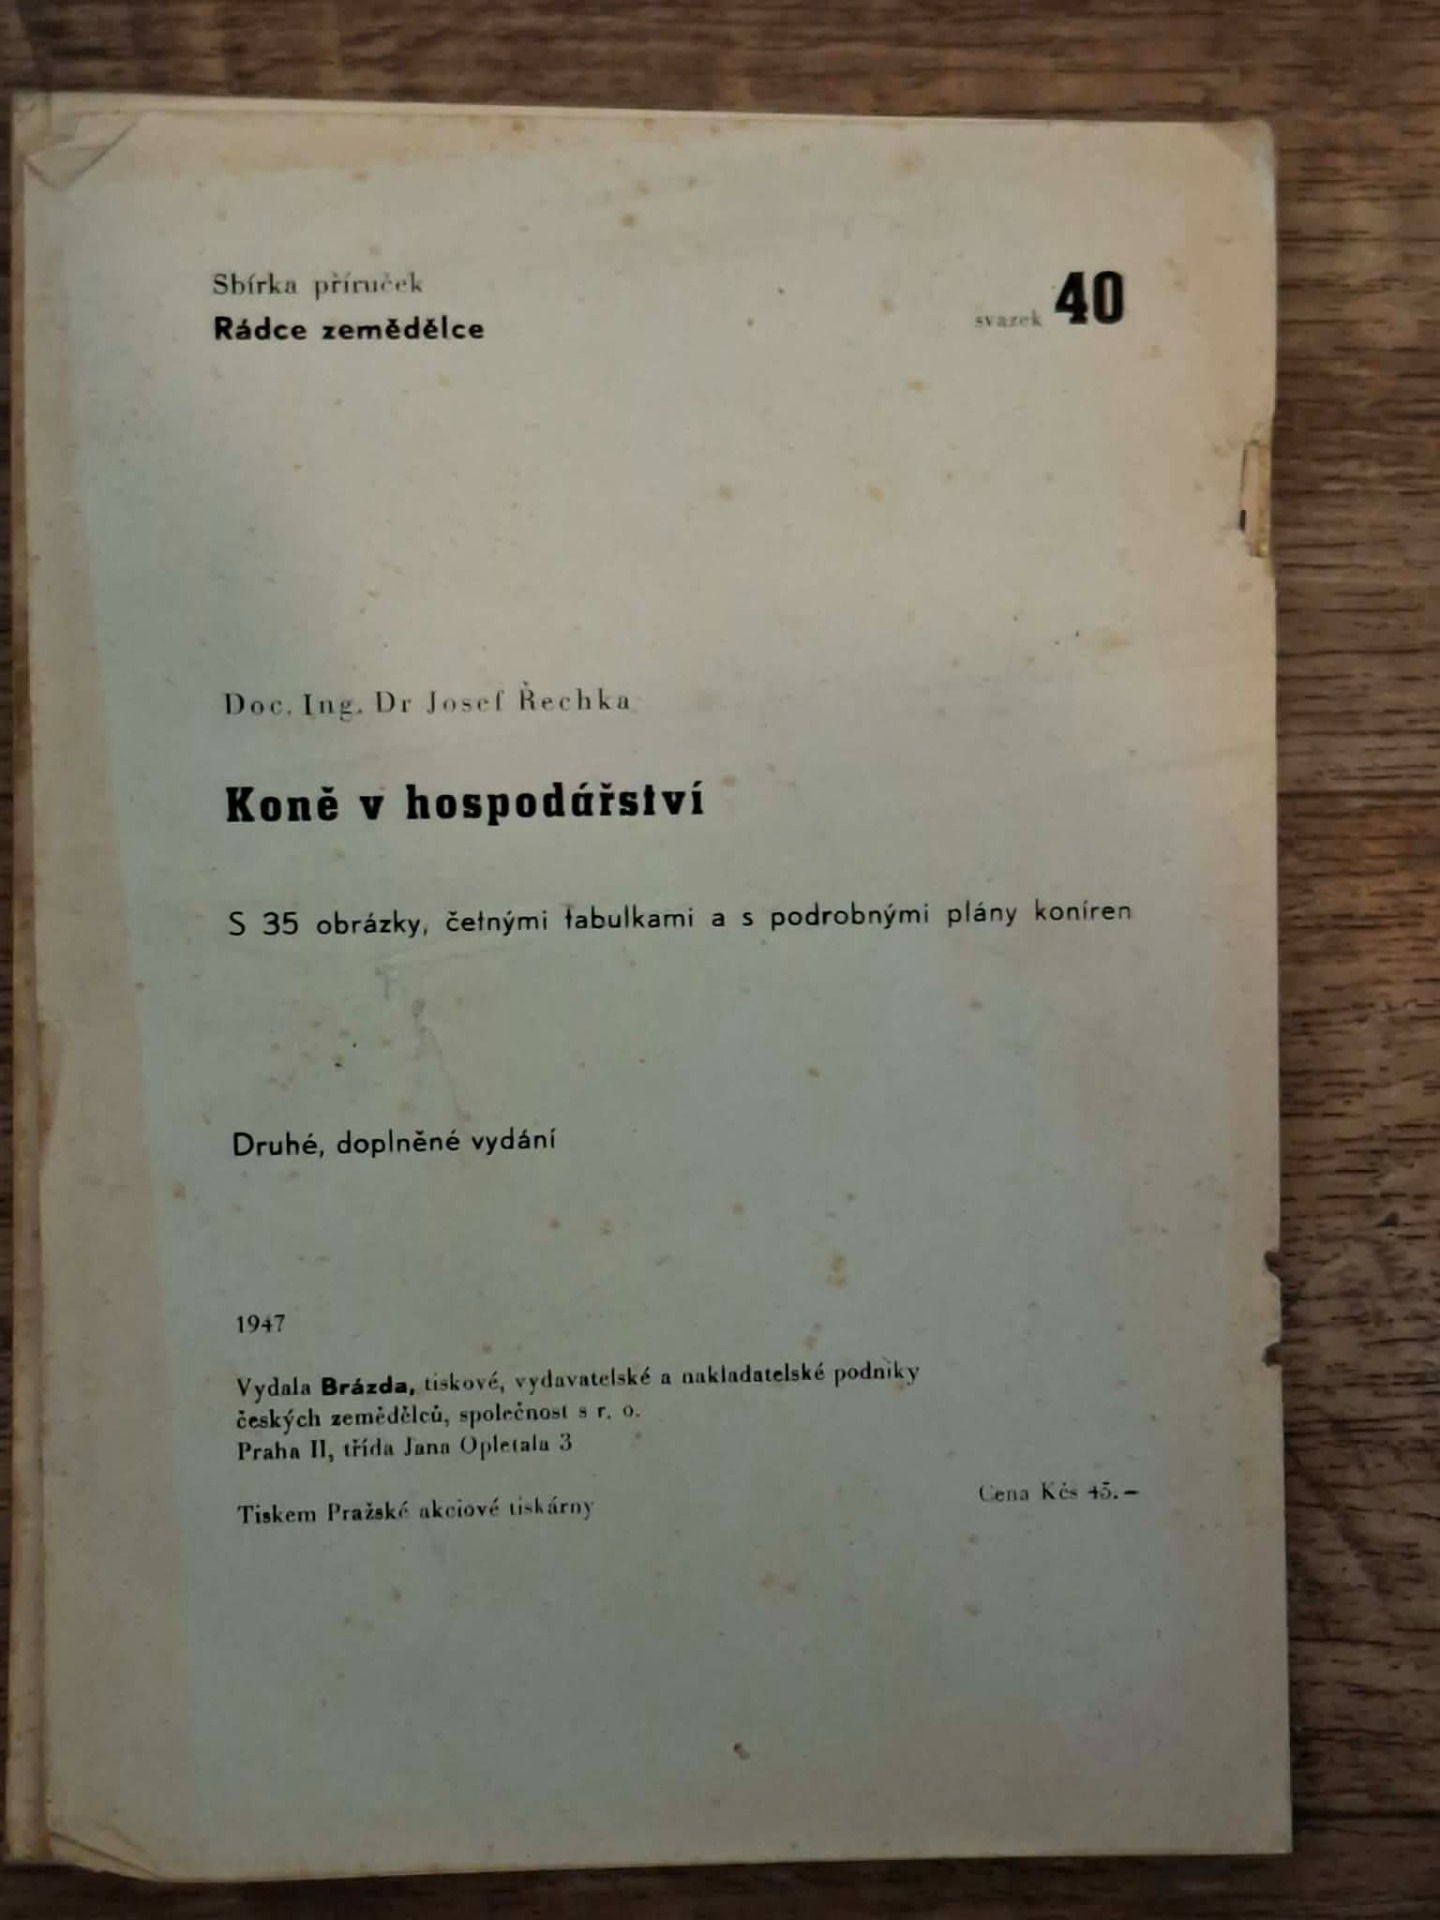 Sbírka příruček
Rádce zemědělce
svazek 40
Doc. Ing. Dr Josef Řechka
Koně v hospodářství
S 35 obrázky, četnými tabulkami a s podrobnými plány koníren
Druhé, doplněné vydání
1947
Vydala Brázda, tiskové, vydavatelské a nakladatelské podniky
českých zemědělců, společnost s r. o.
Praha II, třída Jana Opletala 3
Tiskem Pražské akciové tiskárny
Cena Kčs 45.–